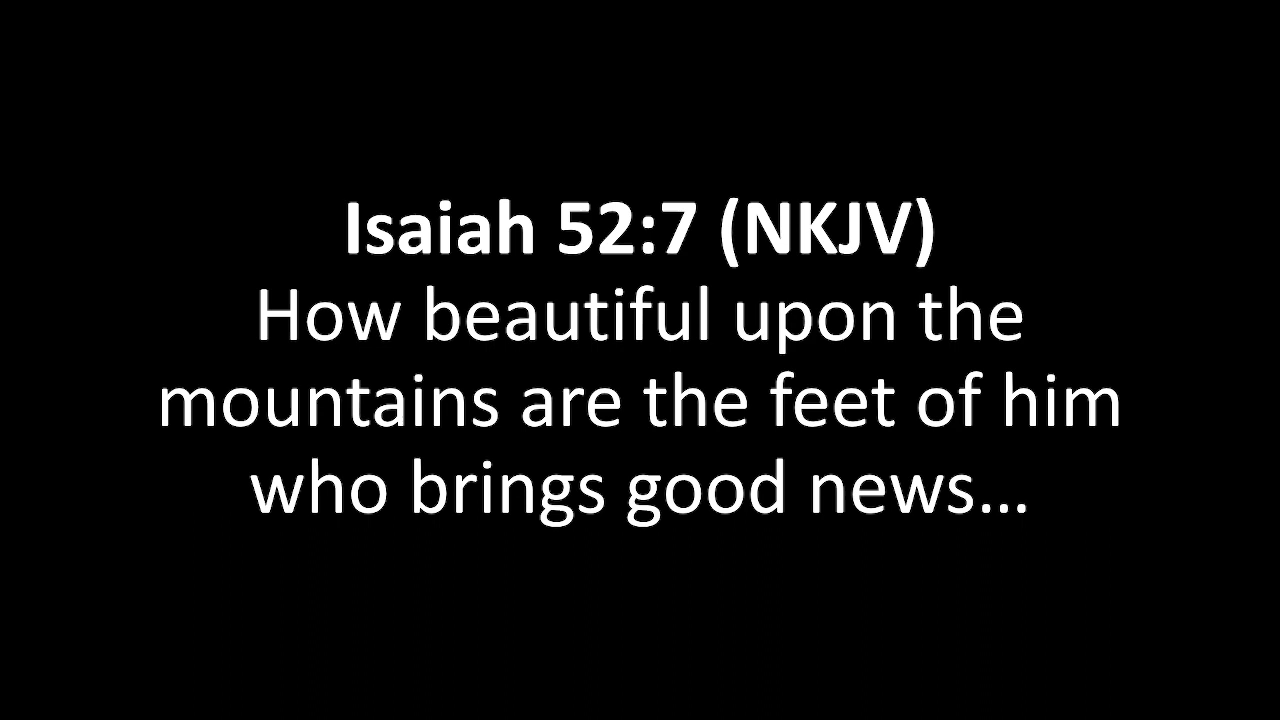 Isaiah 52:7 (NKJV)
How beautiful upon the
mountains are the feet of him
who brings good news...